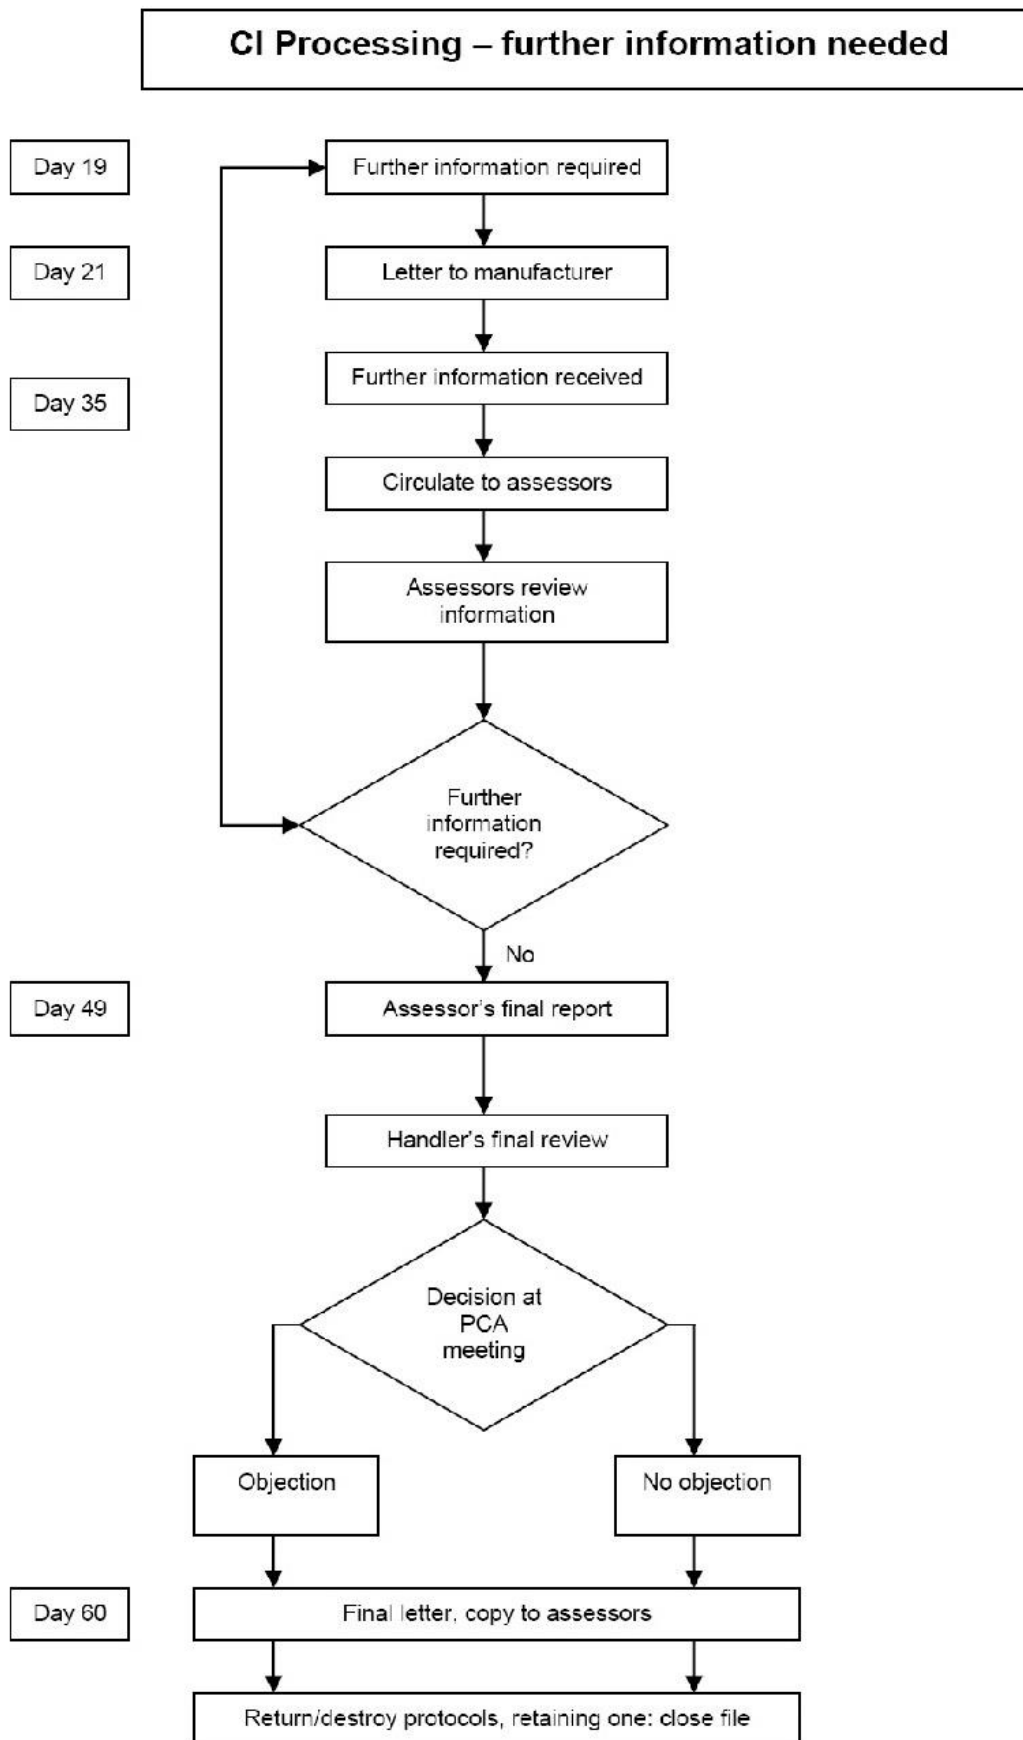 CI Processing – further information needed
Day 19
Further information required
Day 21
Letter to manufacturer
Further information received
Day 35
Circulate to assessors
Assessors review
information
Further
information
required?
No
Day 49
Assessor's final report
Handler's final review
Decision at
PCA
meeting
Objection
No objection
Day 60
Final letter, copy to assessors
Return/destroy protocols, retaining one: close file